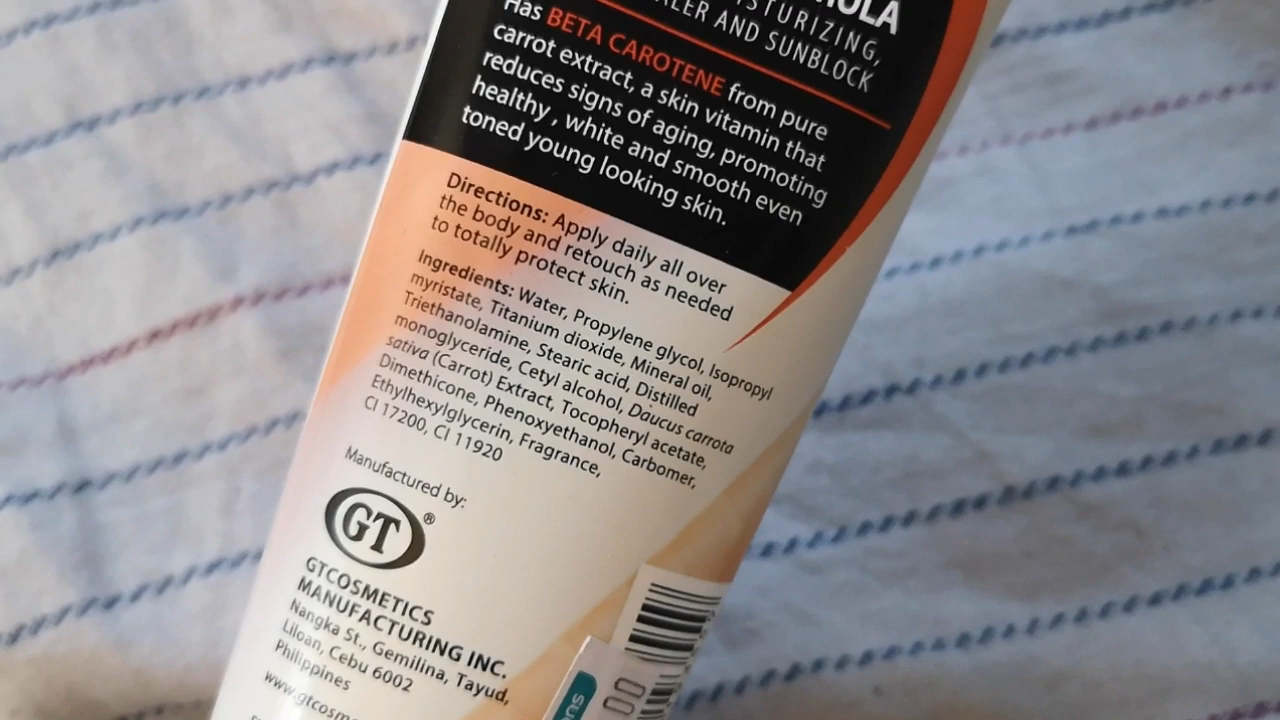 STURIZING,
ALER AND SUNBLOCK
Has BETA CAROTENE from pure
carrot extract, a skin vitamin that
reduces signs of aging, promoting
healthy , white and smooth even
toned young looking skin.
Directions: Apply daily all over
the body and retouch as needed
to totally protect skin.
Ingredients: Water, Propylene glycol, Isopropyl
myristate, Titanium dioxide, Mineral oil,
Triethanolamine, Stearic acid, Distilled
monoglyceride, Cetyl alcohol, Daucus carrota
sativa (Carrot) Extract, Tocopheryl acetate,
Dimethicone, Phenoxyethanol, Carbomer,
Ethylhexylglycerin, Fragrance,
CI 17200, CI 11920
Manufactured by:
GT®
GTCOSMETICS
MANUFACTURING INC.
Nangka St., Gemilina, Tayud,
Liloan, Cebu 6002
Philippines
www.gtcosme
00